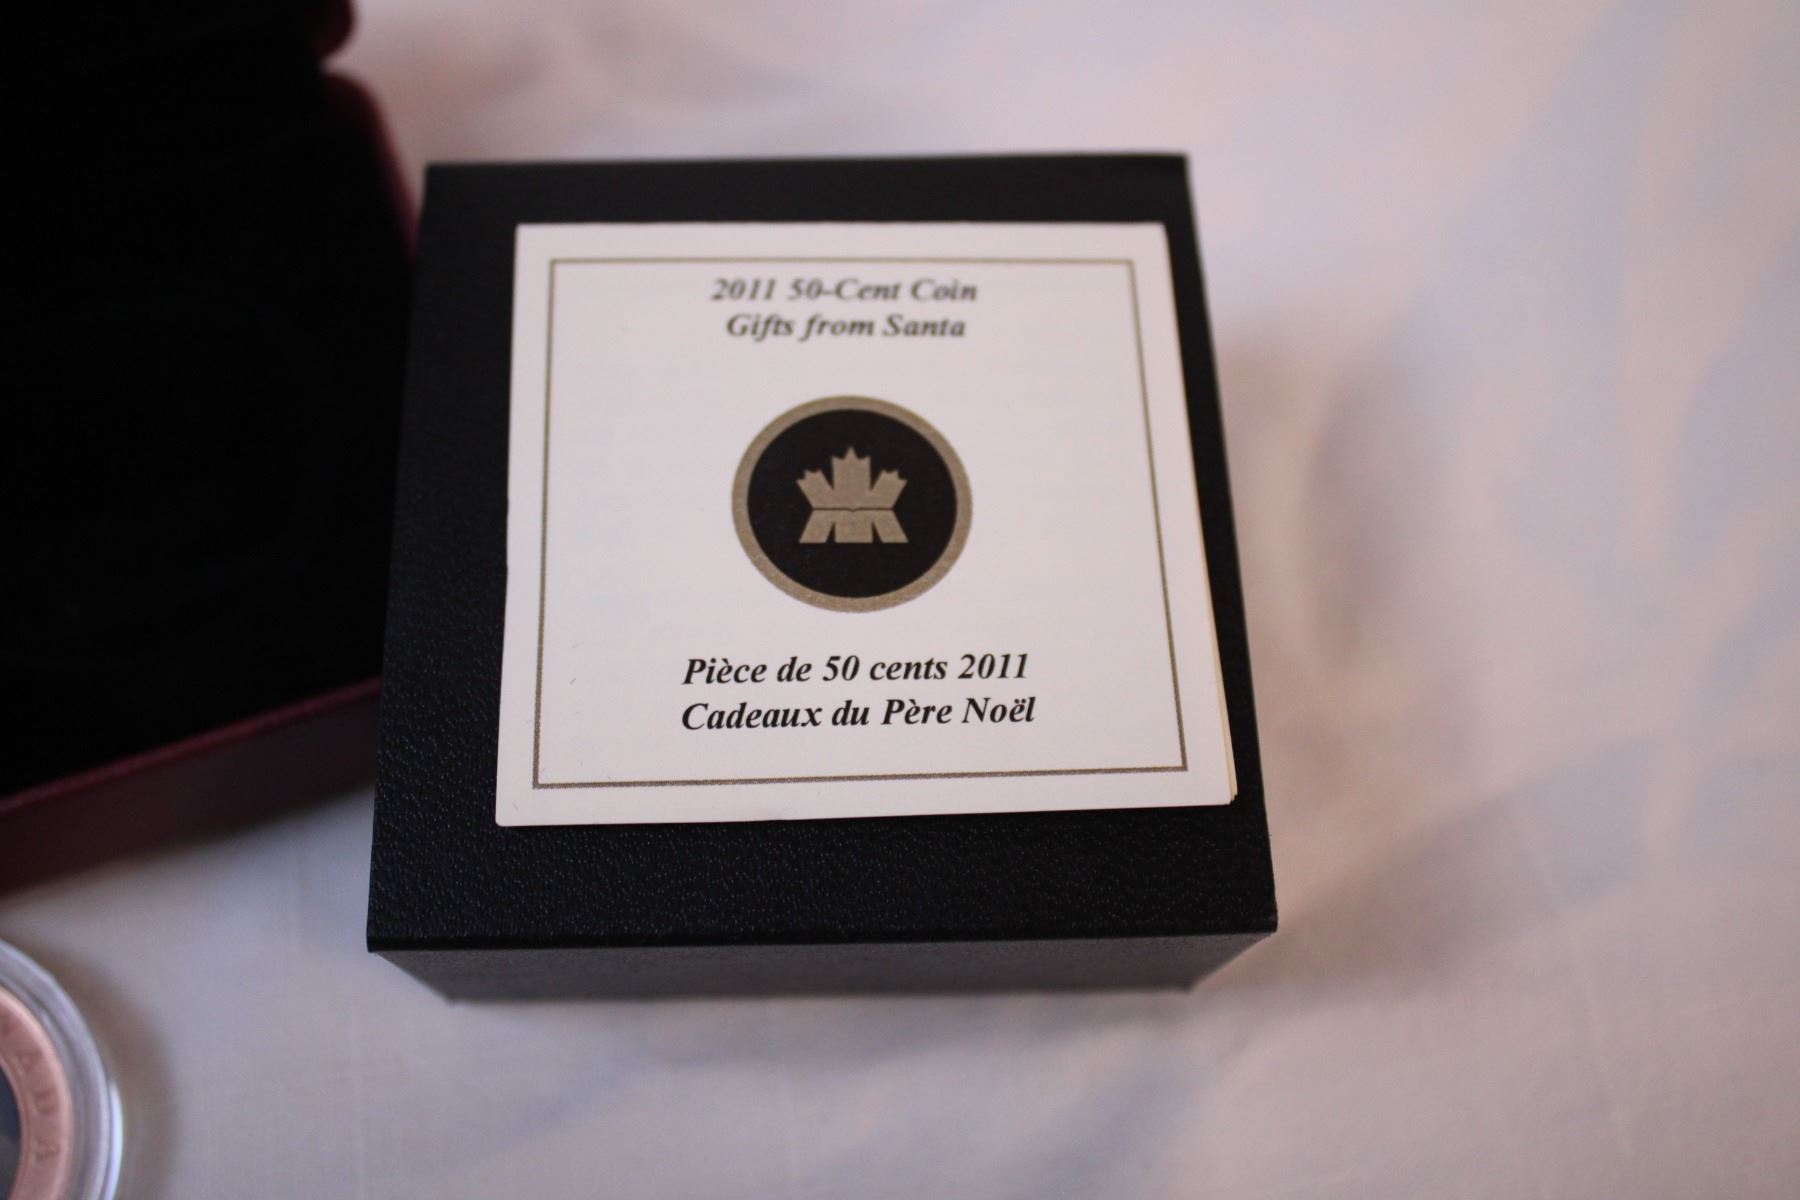 2011 50-Cent Coin
Gifts from Santa
Pièce de 50 cents 2011
Cadeaux du Père Noël